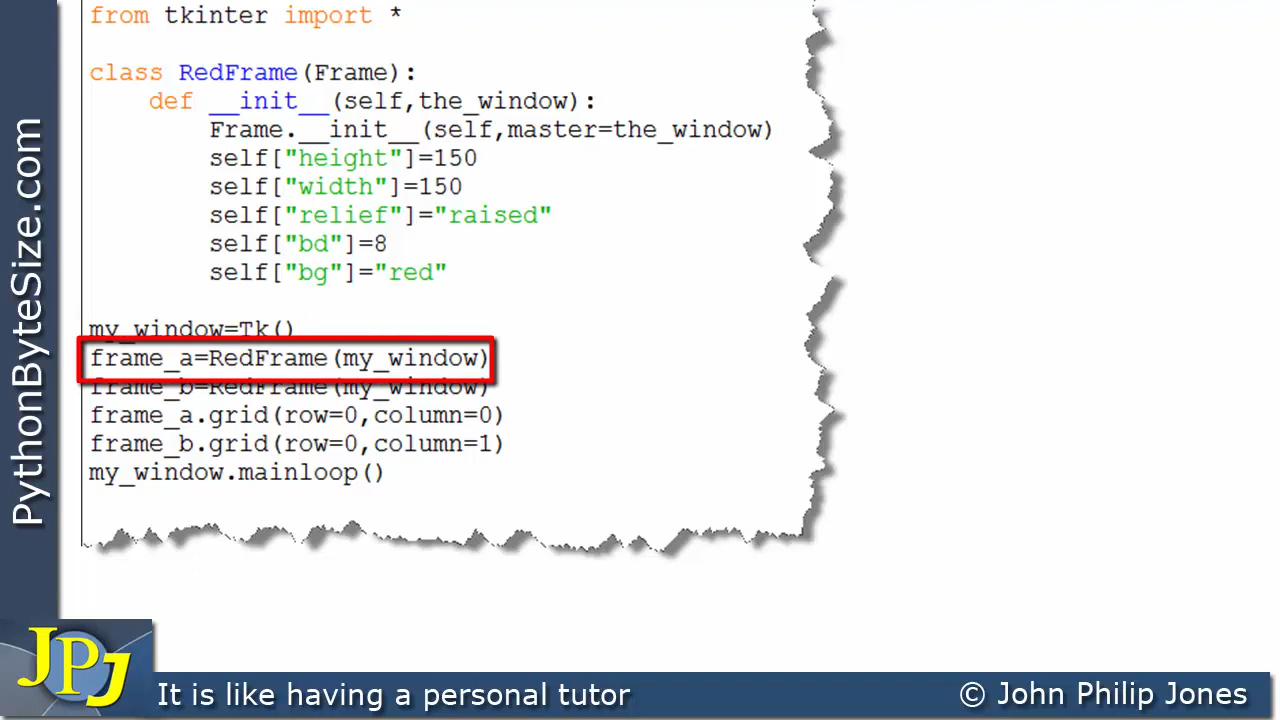 from tkinter import *
class RedFrame(Frame):
    def __init__(self,the_window):
        Frame.__init__(self,master=the_window)
        self["height"]=150
        self["width"]=150
        self["relief"]="raised"
        self["bd"]=8
        self["bg"]="red"
my_window=Tk()
frame_a=RedFrame(my_window)
frame_b=RedFrame(my_window)
frame_a.grid(row=0,column=0)
frame_b.grid(row=0,column=1)
my_window.mainloop()
PythonByteSize.com
JPJ
It is like having a personal tutor
© John Philip Jones